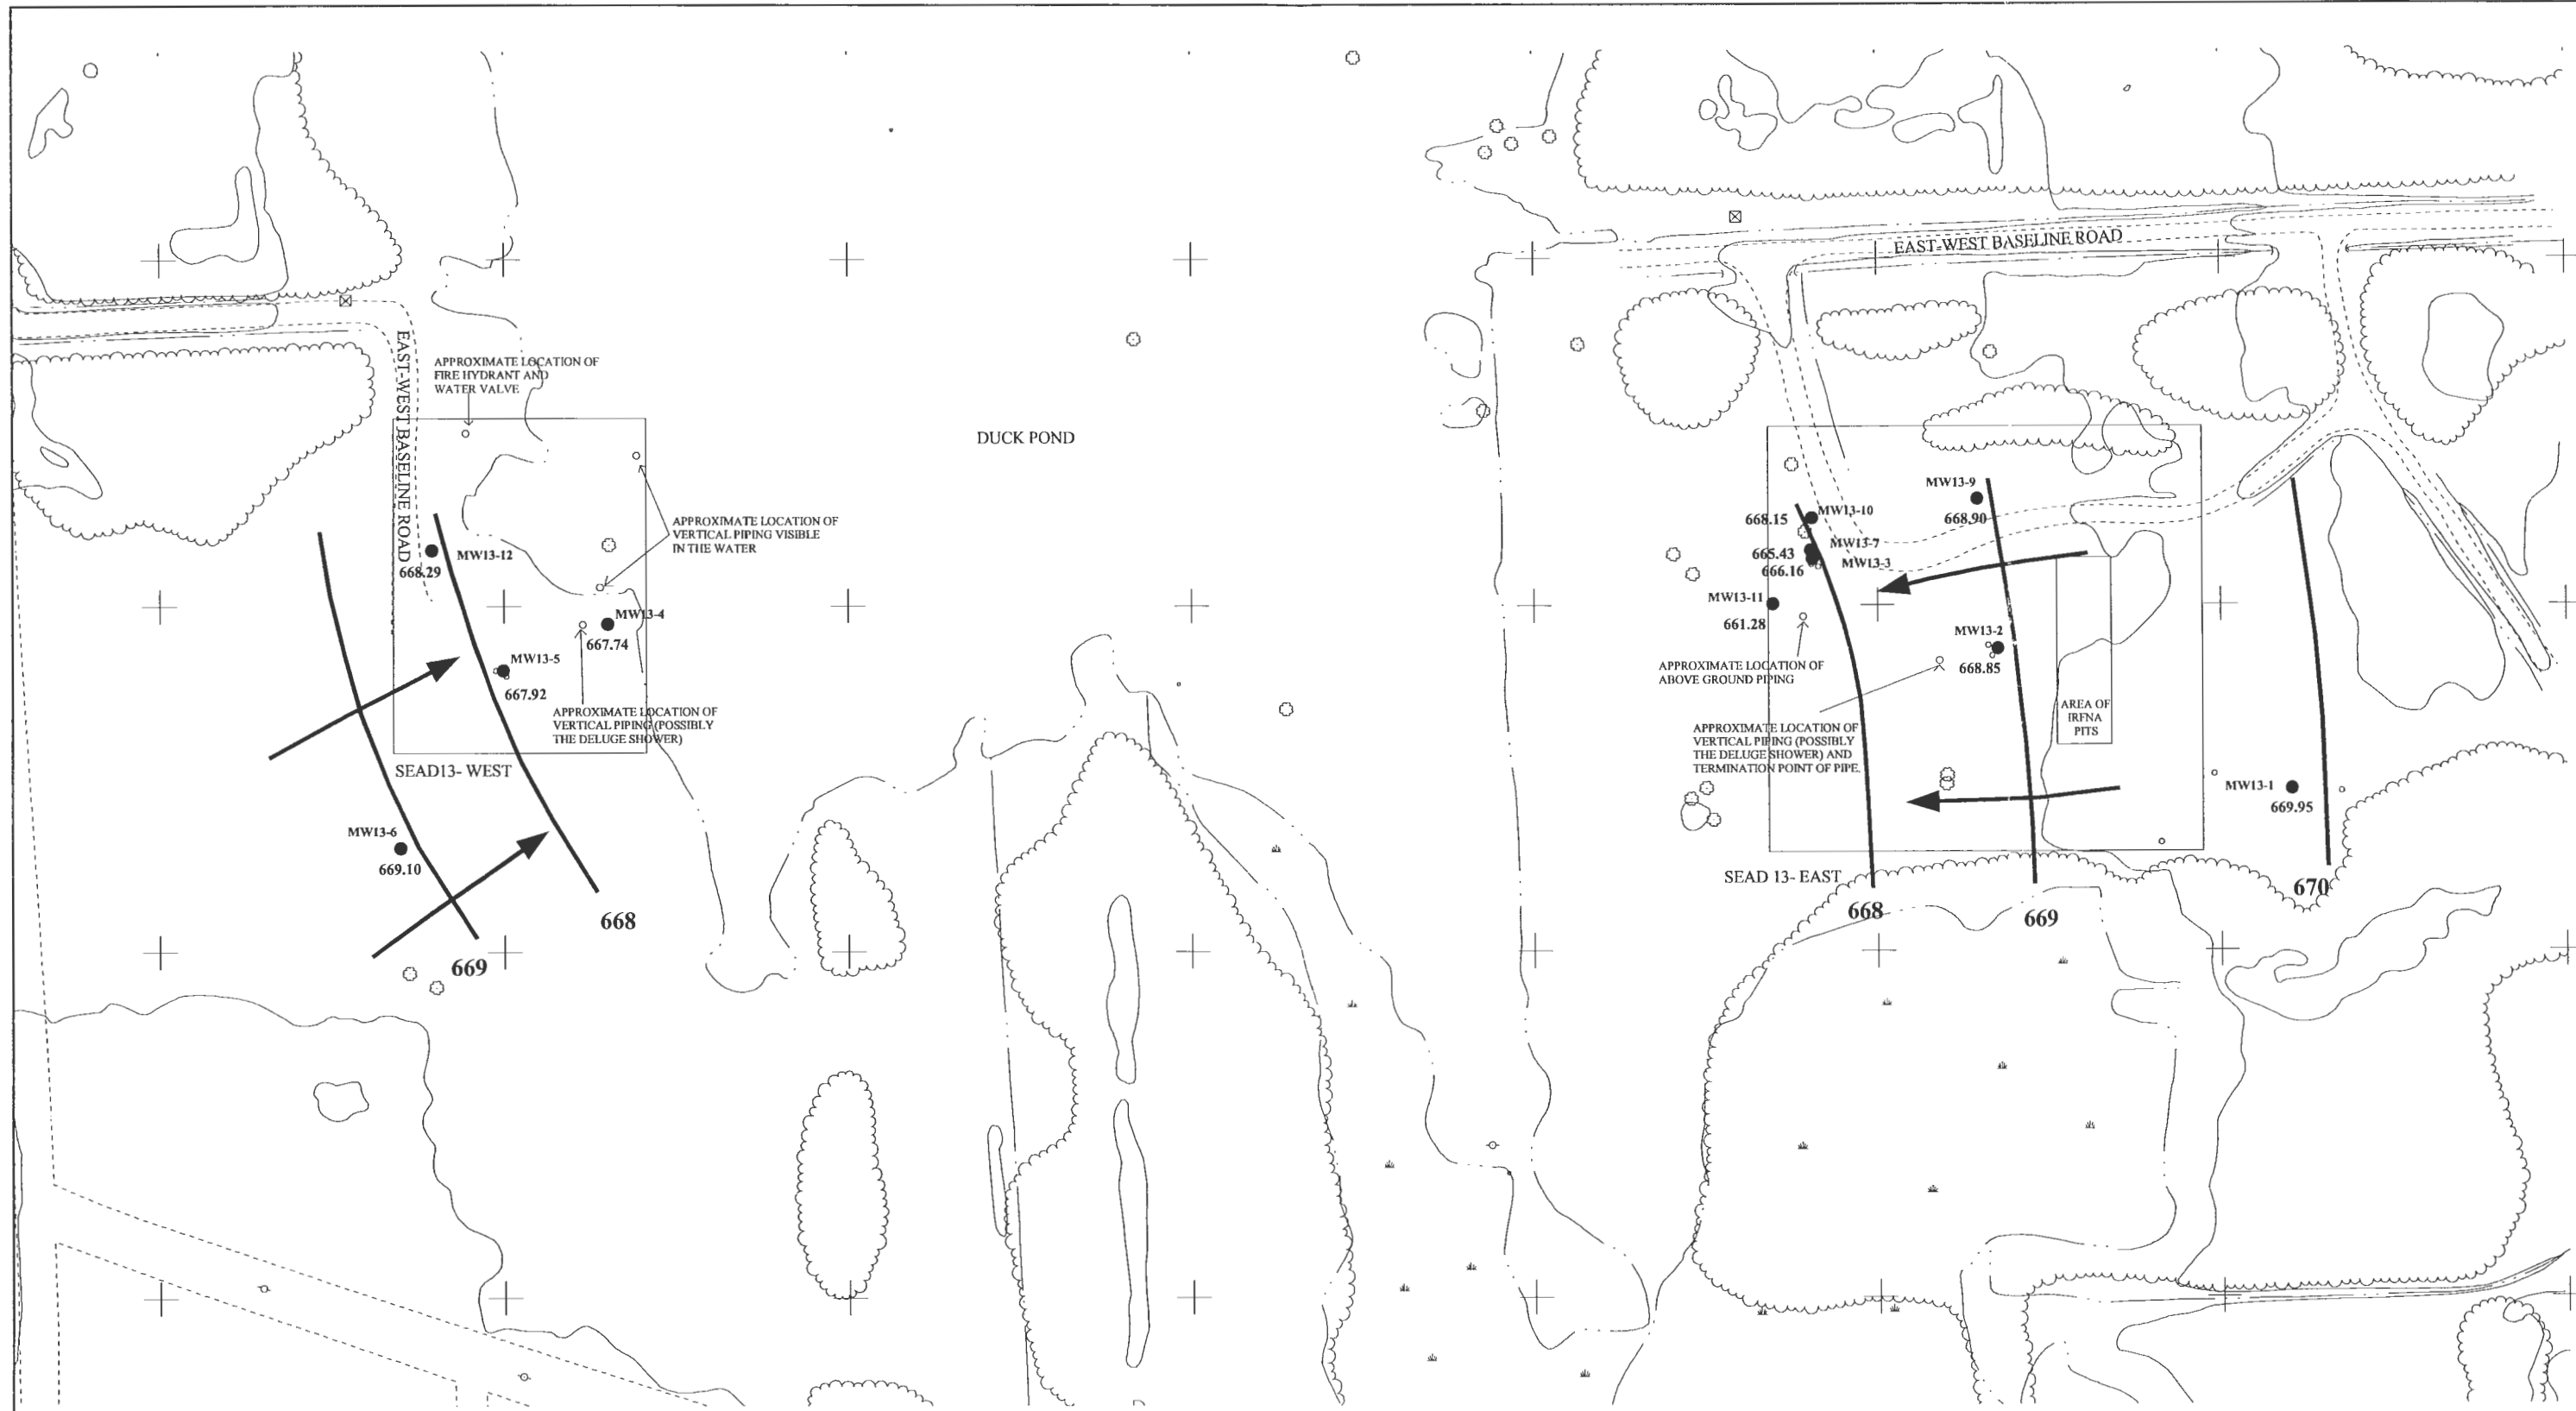 EAST-WEST BASELINE ROAD
EAST-WEST BASELINE ROAD
APPROXIMATE LOCATION OF
FIRE HYDRANT AND
WATER VALVE
DUCK POND
APPROXIMATE LOCATION OF
VERTICAL PIPING VISIBLE
IN THE WATER
MW13-12
668.29
MW13-4
667.74
MW13-5
667.92
APPROXIMATE LOCATION OF
VERTICAL PIPING (POSSIBLY
THE DELUGE SHOWER)
SEAD13- WEST
MW13-6
669.10
668
669
MW13-9
668.90
MW13-10
668.15
MW13-7
665.43
MW13-3
666.16
MW13-11
661.28
MW13-2
668.85
APPROXIMATE LOCATION OF
ABOVE GROUND PIPING
APPROXIMATE LOCATION OF
VERTICAL PIPING (POSSIBLY
THE DELUGE SHOWER) AND
TERMINATION POINT OF PIPE.
AREA OF
IRFNA
PITS
MW13-1
669.95
SEAD 13- EAST
668
669
670